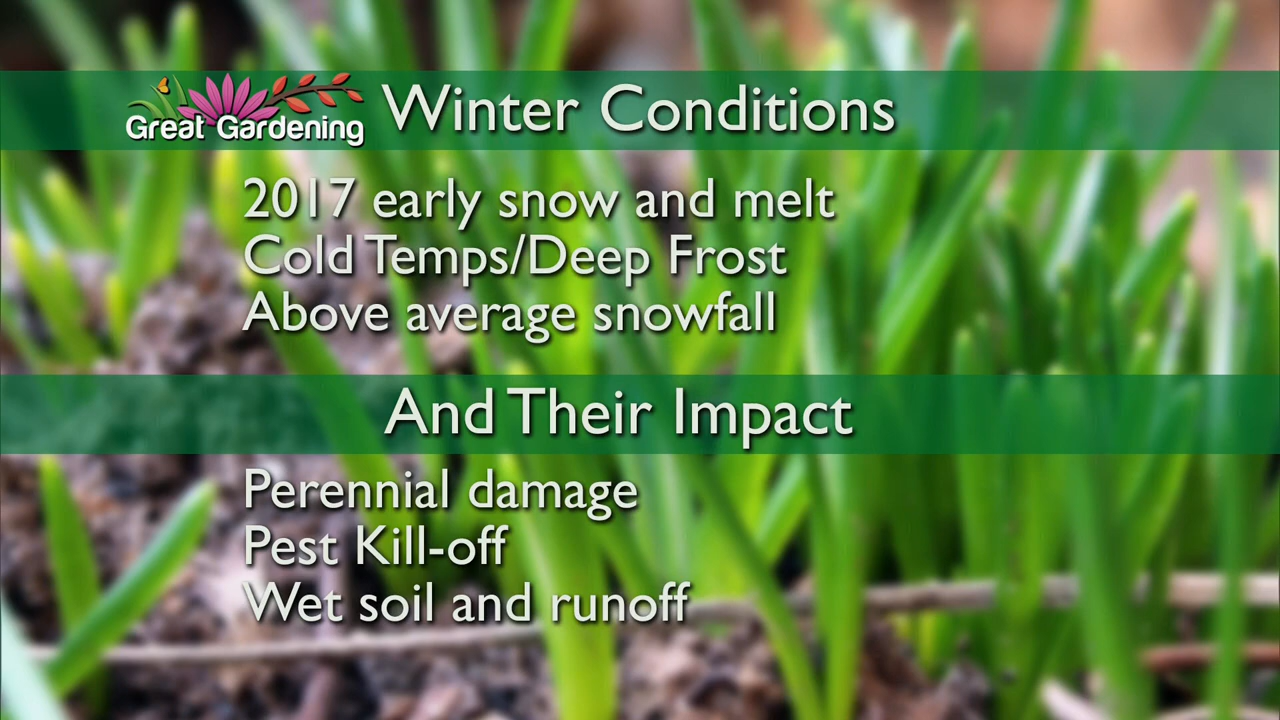 Great Gardening
Winter Conditions
2017 early snow and melt
Cold Temps/Deep Frost
Above average snowfall
And Their Impact
Perennial damage
Pest Kill-off
Wet soil and runoff